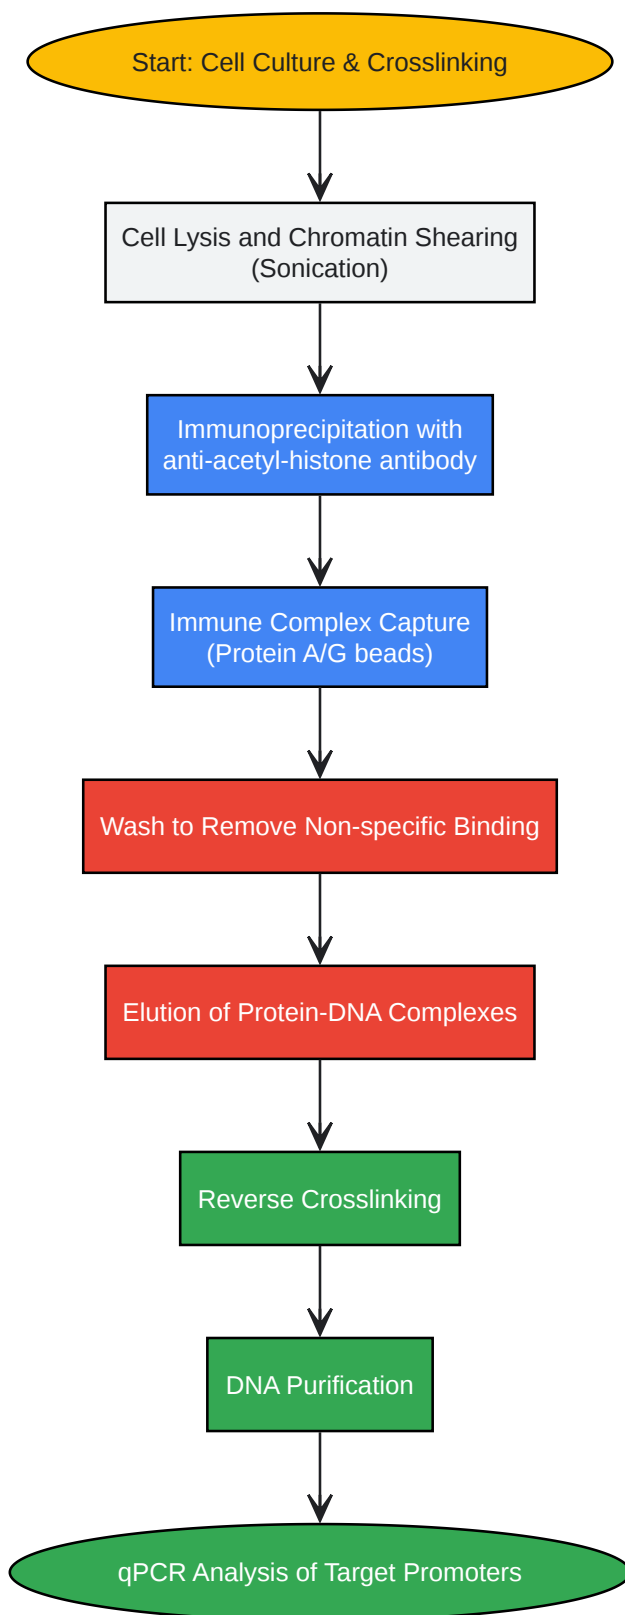 Start: Cell Culture & Crosslinking
Cell Lysis and Chromatin Shearing
(Sonication)
Immunoprecipitation with
anti-acetyl-histone antibody
Immune Complex Capture
(Protein A/G beads)
Wash to Remove Non-specific Binding
Elution of Protein-DNA Complexes
Reverse Crosslinking
DNA Purification
qPCR Analysis of Target Promoters